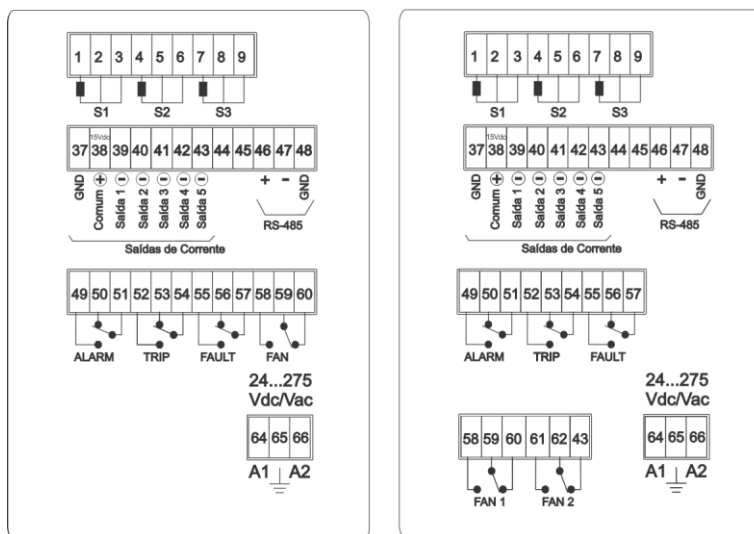 1 2 3 4 5 6 7 8 9
S1 S2 S3
15Vdc
37 38 39 40 41 42 43 44 45 46 47 48
GND Comum + Saída 1 - Saída 2 - Saída 3 - Saída 4 - Saída 5 - + - GND
RS-485
Saídas de Corrente
49 50 51 52 53 54 55 56 57 58 59 60
ALARM TRIP FAULT FAN
24...275
Vdc/Vac
64 65 66
A1 A2
1 2 3 4 5 6 7 8 9
S1 S2 S3
15Vdc
37 38 39 40 41 42 43 44 45 46 47 48
GND Comum + Saída 1 - Saída 2 - Saída 3 - Saída 4 - Saída 5 - + - GND
RS-485
Saídas de Corrente
49 50 51 52 53 54 55 56 57
ALARM TRIP FAULT
24...275
Vdc/Vac
58 59 60 61 62 43
FAN 1 FAN 2
64 65 66
A1 A2